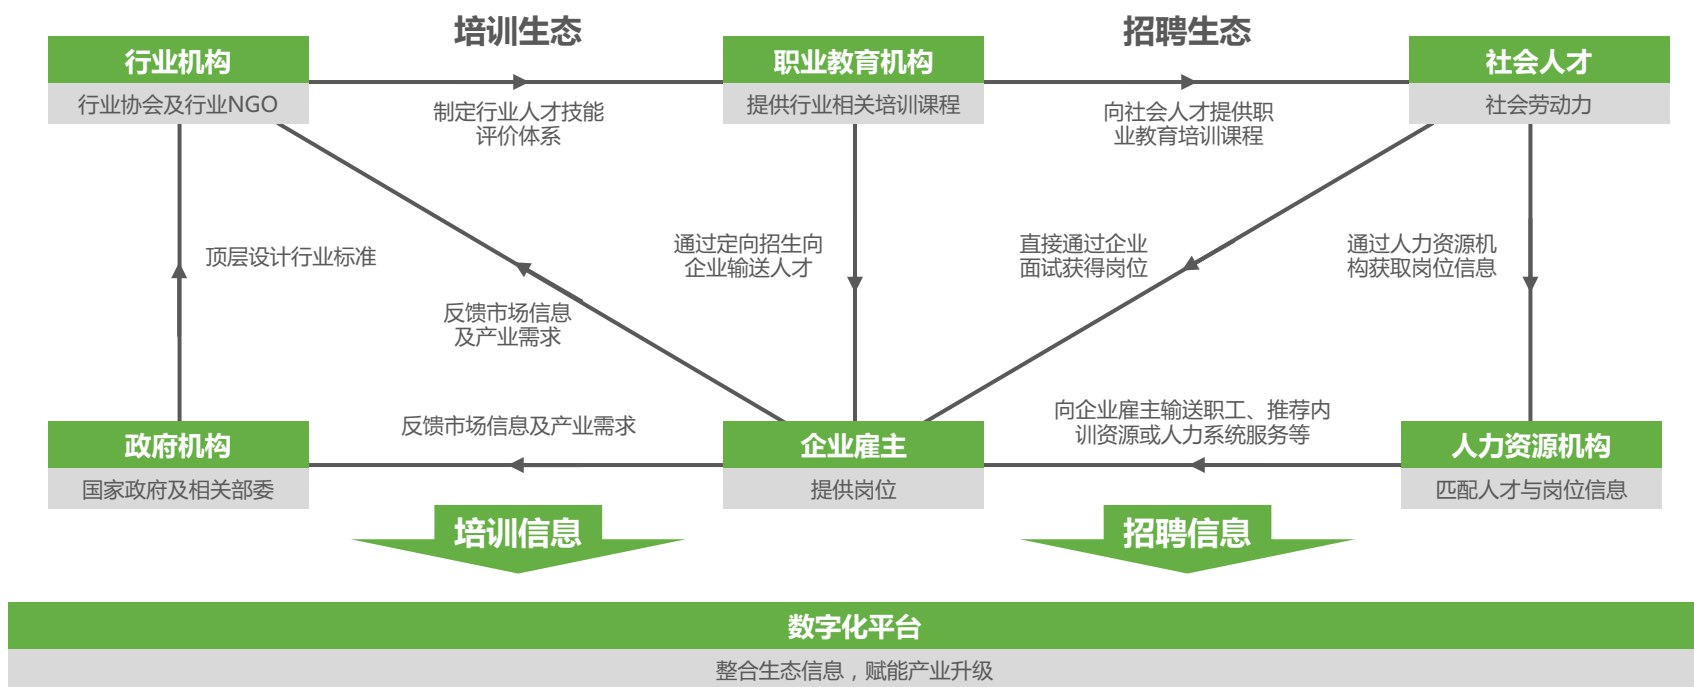 培训生态
招聘生态
行业机构
行业协会及行业NGO
职业教育机构
提供行业相关培训课程
社会人才
社会劳动力
制定行业人才技能
评价体系
向社会人才提供职
业教育培训课程
顶层设计行业标准
反馈市场信息
及产业需求
通过定向招生向
企业输送人才
直接通过企业
面试获得岗位
通过人力资源机
构获取岗位信息
反馈市场信息及产业需求
向企业雇主输送职工、推荐内
训资源或人力系统服务等
政府机构
国家政府及相关部委
企业雇主
提供岗位
人力资源机构
匹配人才与岗位信息
培训信息
招聘信息
数字化平台
整合生态信息，赋能产业升级